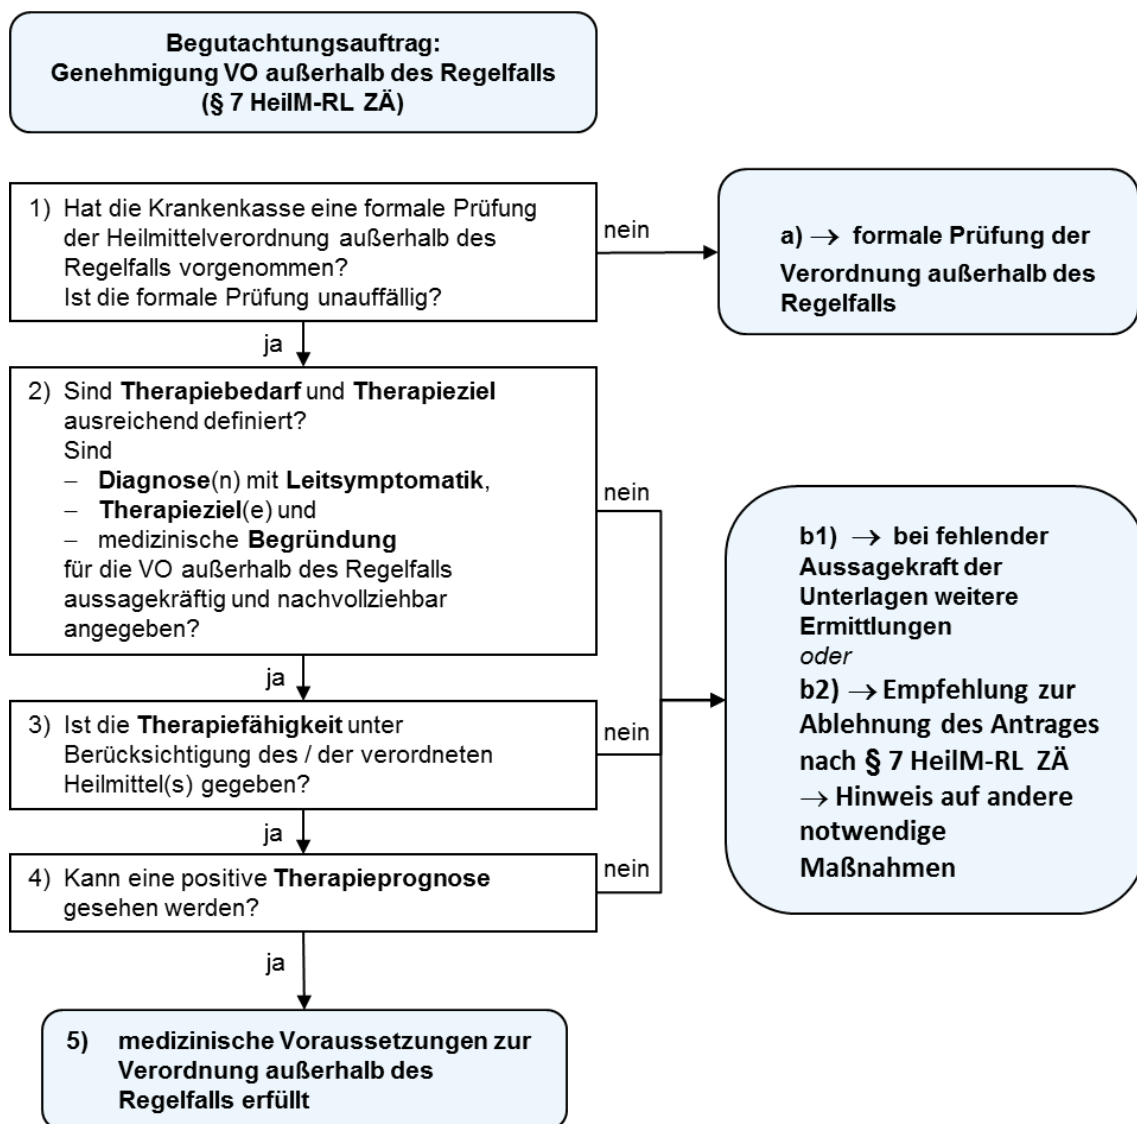 Begutachtungsauftrag:
Genehmigung VO außerhalb des Regelfalls
(§ 7 HeilM-RL ZÄ)
1) Hat die Krankenkasse eine formale Prüfung
der Heilmittelverordnung außerhalb des
Regelfalls vorgenommen?
Ist die formale Prüfung unauffällig?
nein
a) → formale Prüfung der
Verordnung außerhalb des
Regelfalls
ja
2) Sind Therapiebedarf und Therapieziel
ausreichend definiert?
Sind
– Diagnose(n) mit Leitsymptomatik,
– Therapieziel(e) und
– medizinische Begründung
für die VO außerhalb des Regelfalls
aussagekräftig und nachvollziehbar
angegeben?
nein
ja
3) Ist die Therapiefähigkeit unter
Berücksichtigung des / der verordneten
Heilmittel(s) gegeben?
nein
ja
4) Kann eine positive Therapieprognose
gesehen werden?
nein
b1) → bei fehlender
Aussagekraft der
Unterlagen weitere
Ermittlungen
oder
b2) → Empfehlung zur
Ablehnung des Antrages
nach § 7 HeilM-RL ZÄ
→ Hinweis auf andere
notwendige
Maßnahmen
ja
5) medizinische Voraussetzungen zur
Verordnung außerhalb des
Regelfalls erfüllt